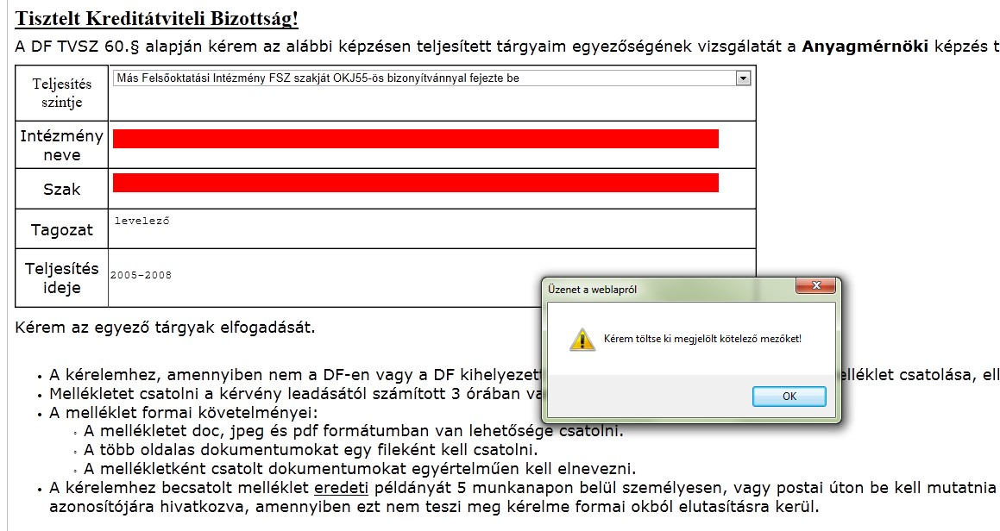 Tisztelt Kreditátviteli Bizottság!
A DF TVSZ 60.§ alapján kérem az alábbi képzésen teljesített tárgyaim egyezőségének vizsgálatát a Anyagmérnöki képzés t
Teljesítés
szintje
Más Felsőoktatási Intézmény FSZ szakját OKJ55-ös bizonyítvánnyal fejezte be
Intézmény
neve
Szak
Tagozat
levelező
Teljesítés
ideje
2005-2008
Üzenet a weblapról
Kérem töltse ki megjelölt kötelező mezőket!
OK
Kérem az egyező tárgyak elfogadását.
• A kérelemhez, amennyiben nem a DF-en vagy a DF kihelyezett elléklet csatolása, ell
• Mellékletet csatolni a kérvény leadásától számított 3 órában va
• A melléklet formai követelményei:
◦ A mellékletet doc, jpeg és pdf formátumban van lehetősége csatolni.
◦ A több oldalas dokumentumokat egy fileként kell csatolni.
◦ A mellékletként csatolt dokumentumokat egyértelműen kell elnevezni.
• A kérelemhez becsatolt melléklet eredeti példányát 5 munkanapon belül személyesen, vagy postai úton be kell mutatnia
azonosítójára hivatkozva, amennyiben ezt nem teszi meg kérelme formai okból elutasításra kerül.